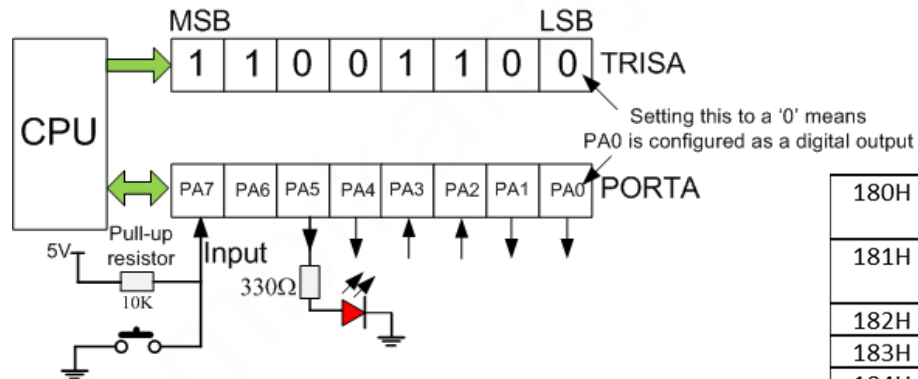 MSB LSB
1 1 0 0 1 1 0 0 TRISA
Setting this to a ‘0’ means
PA0 is configured as a digital output
CPU
PA7 PA6 PA5 PA4 PA3 PA2 PA1 PA0 PORTA
Pull-up
resistor
5V
Input
10K
330Ω
180H
181H
182H
183H